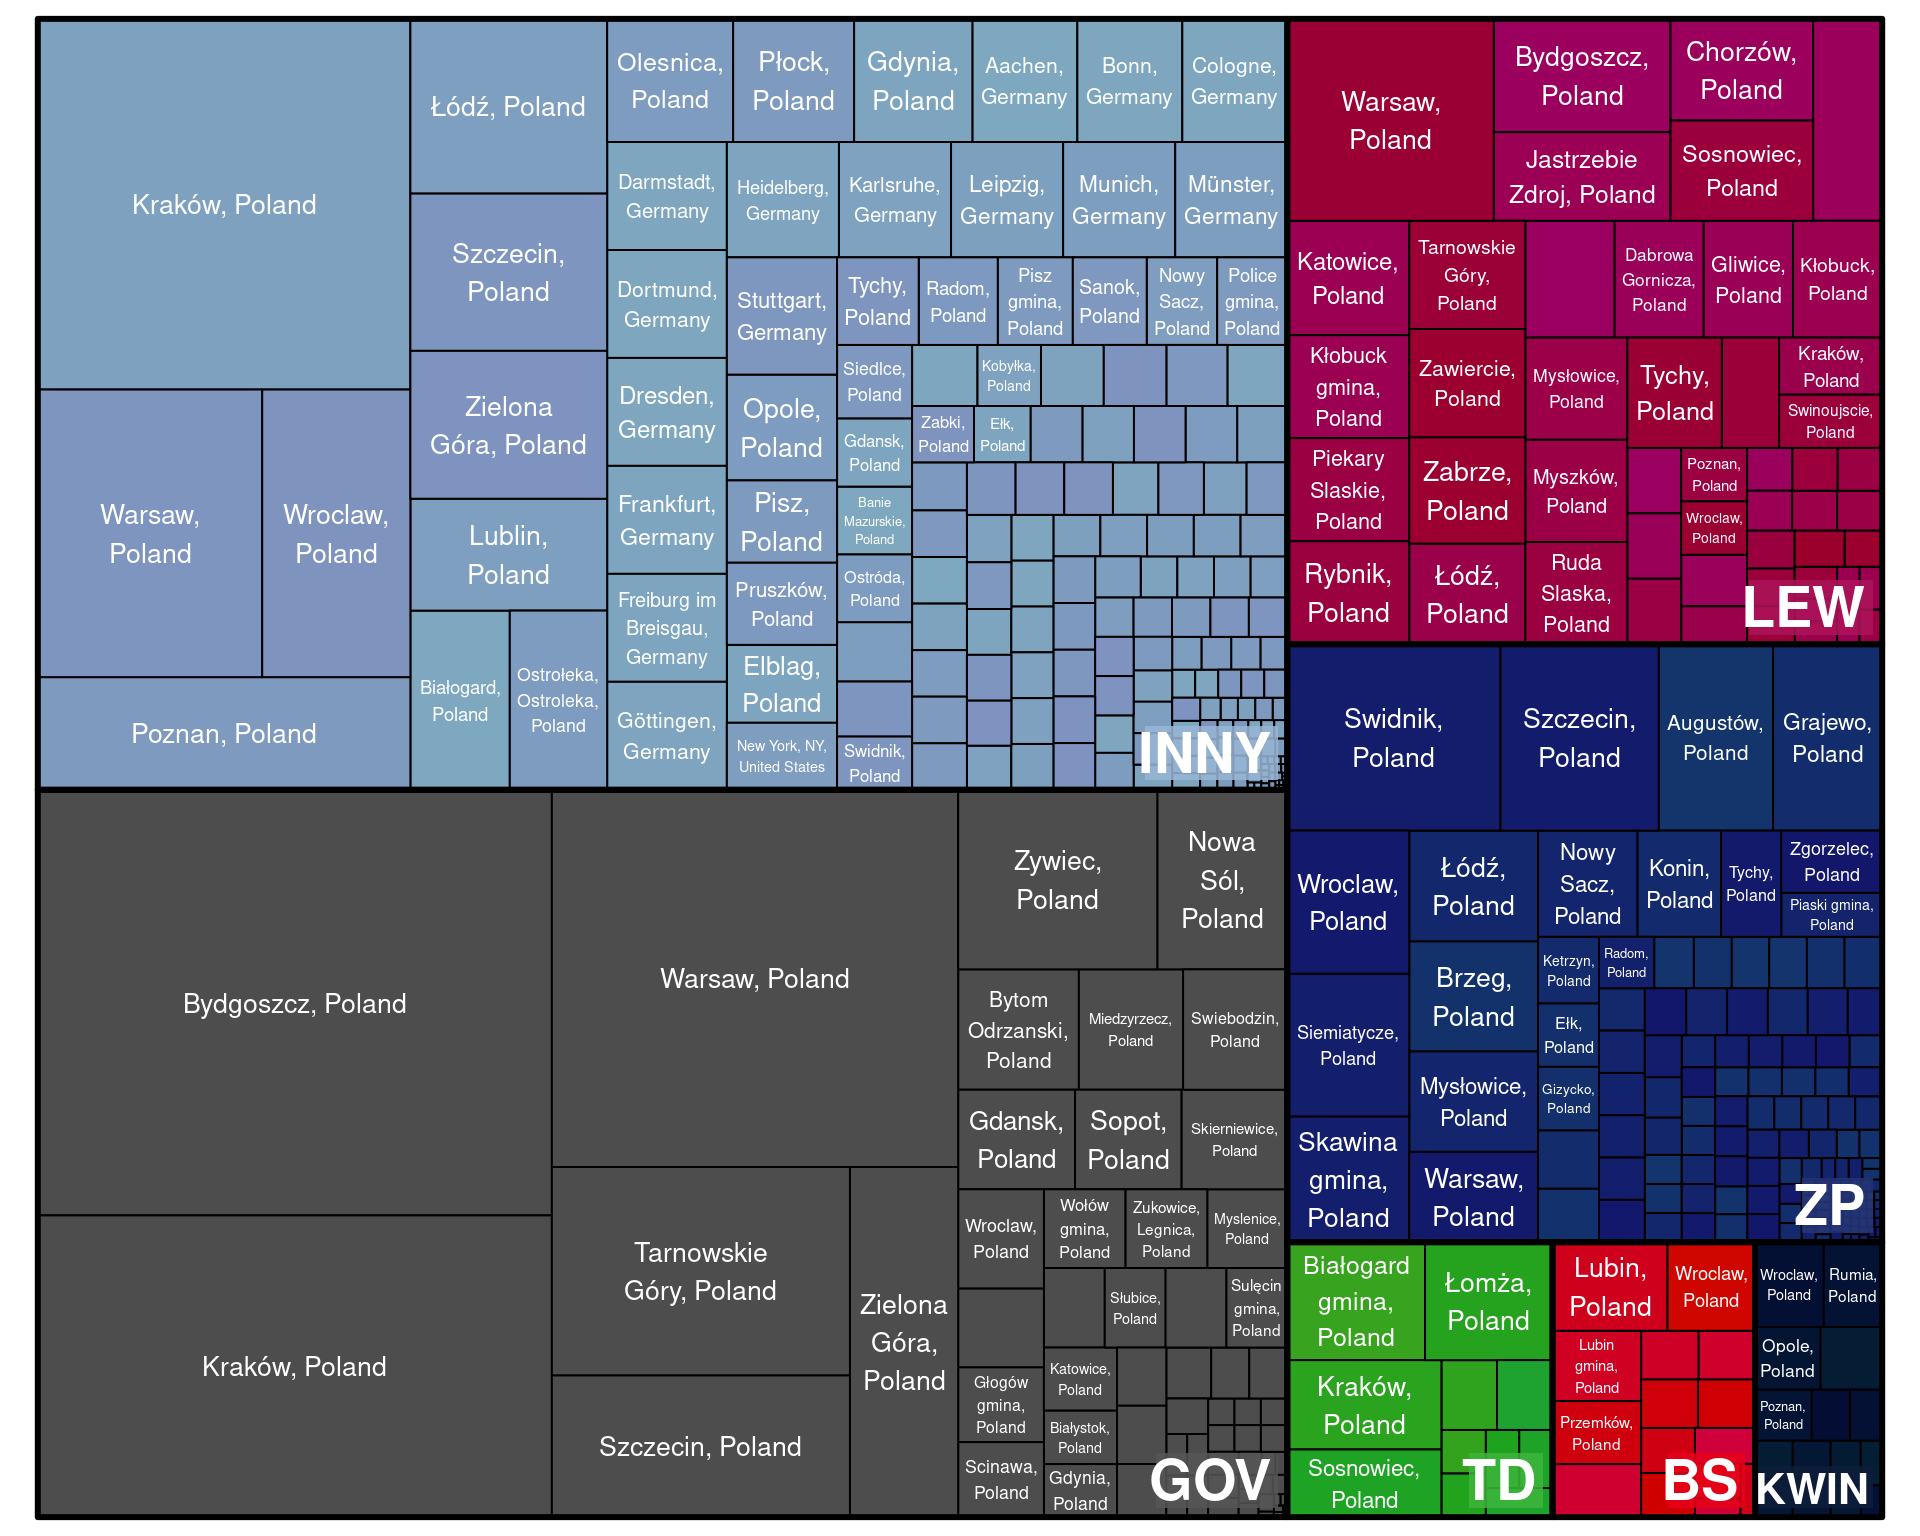 Kraków, Poland
Łódź, Poland
Szczecin,
Poland
Zielona
Góra, Poland
Warsaw,
Poland
Wroclaw,
Poland
Poznan, Poland
Lublin,
Poland
Białogard,
Poland
Ostrołeka,
Ostroleka,
Poland
Olesnica,
Poland
Płock,
Poland
Gdynia,
Poland
Aachen,
Germany
Bonn,
Germany
Cologne,
Germany
Darmstadt,
Germany
Heidelberg,
Germany
Karlsruhe,
Germany
Leipzig,
Germany
Munich,
Germany
Münster,
Germany
Dortmund,
Germany
Dresden,
Germany
Frankfurt,
Germany
Freiburg im
Breisgau,
Germany
Göttingen,
Germany
Stuttgart,
Germany
Opole,
Poland
Pisz,
Poland
Pruszków,
Poland
Elblag,
Poland
New York, NY,
United States
Tychy,
Poland
Radom,
Poland
Pisz
gmina,
Poland
Sanok,
Poland
Nowy
Sacz,
Poland
Police
gmina,
Poland
Siedlce,
Poland
Kobyłka,
Poland
Gdansk,
Poland
Zabki,
Poland
Ełk,
Poland
Banie
Mazurskie,
Poland
Ostróda,
Poland
Swidnik,
Poland
INNY
Warsaw,
Poland
Bydgoszcz,
Poland
Chorzów,
Poland
Jastrzebie
Zdroj, Poland
Sosnowiec,
Poland
Katowice,
Poland
Tarnowskie
Góry,
Poland
Dabrowa
Gornicza,
Poland
Gliwice,
Poland
Kłobuck,
Poland
Kłobuck
gmina,
Poland
Zawiercie,
Poland
Mysłowice,
Poland
Tychy,
Poland
Kraków,
Poland
Swinoujscie,
Poland
Piekary
Slaskie,
Poland
Zabrze,
Poland
Myszków,
Poland
Poznan,
Poland
Wroclaw,
Poland
Rybnik,
Poland
Łódź,
Poland
Ruda
Slaska,
Poland
LEW
Bydgoszcz, Poland
Kraków, Poland
Warsaw, Poland
Tarnowskie
Góry, Poland
Szczecin, Poland
Zielona
Góra,
Poland
Zywiec,
Poland
Nowa
Sól,
Poland
Bytom
Odrzanski,
Poland
Miedzyrzecz,
Poland
Swiebodzin,
Poland
Gdansk,
Poland
Sopot,
Poland
Skierniewice,
Poland
Wroclaw,
Poland
Wołów
gmina,
Poland
Zukowice,
Legnica,
Poland
Myslenice,
Poland
Słubice,
Poland
Sulęcin
gmina,
Poland
Głogów
gmina,
Poland
Katowice,
Poland
Białystok,
Poland
Scinawa,
Poland
Gdynia,
Poland
GOV
Swidnik,
Poland
Szczecin,
Poland
Augustów,
Poland
Grajewo,
Poland
Wroclaw,
Poland
Łódź,
Poland
Nowy
Sacz,
Poland
Konin,
Poland
Tychy,
Poland
Zgorzelec,
Poland
Piaski gmina,
Poland
Siemiatycze,
Poland
Brzeg,
Poland
Ketrzyn,
Poland
Radom,
Poland
Ełk,
Poland
Mysłowice,
Poland
Gizycko,
Poland
Skawina
gmina,
Poland
Warsaw,
Poland
ZP
Białogard
gmina,
Poland
Łomża,
Poland
Kraków,
Poland
Sosnowiec,
Poland
TD
Lubin,
Poland
Wroclaw,
Poland
Lubin
gmina,
Poland
Przemków,
Poland
BS
Wroclaw,
Poland
Rumia,
Poland
Opole,
Poland
Poznan,
Poland
KWIN